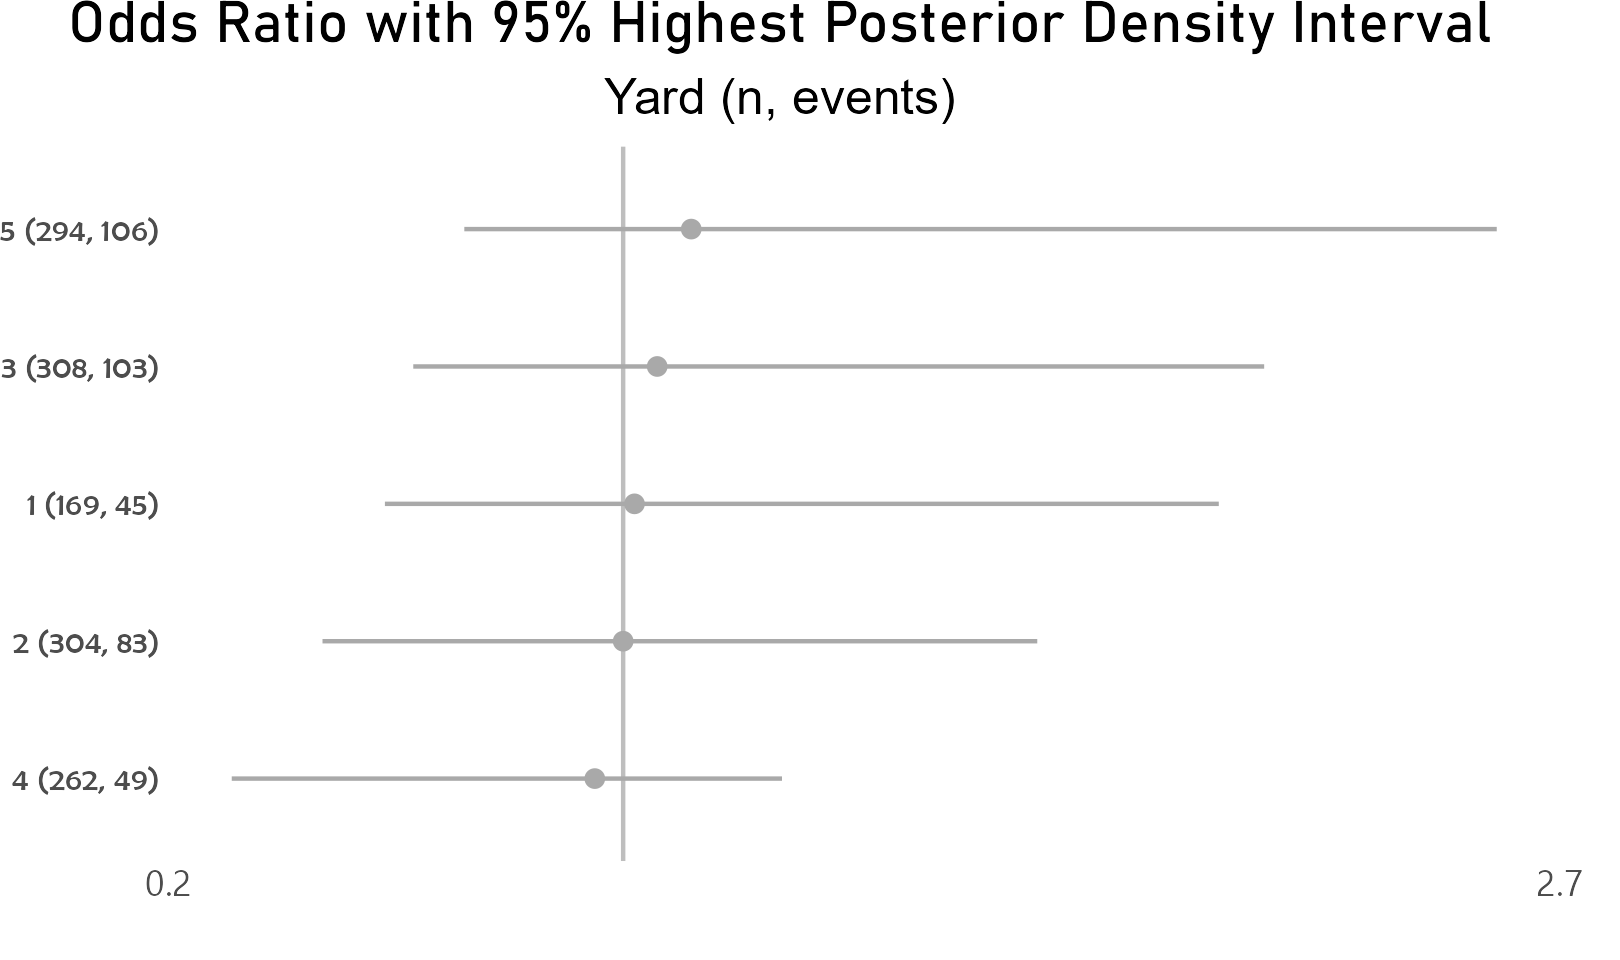 Odds Ratio with 95% Highest Posterior Density Interval
Yard (n, events)
5 (294, 106)
3 (308, 103)
1 (169, 45)
2 (304, 83)
4 (262, 49)
0.2 2.7